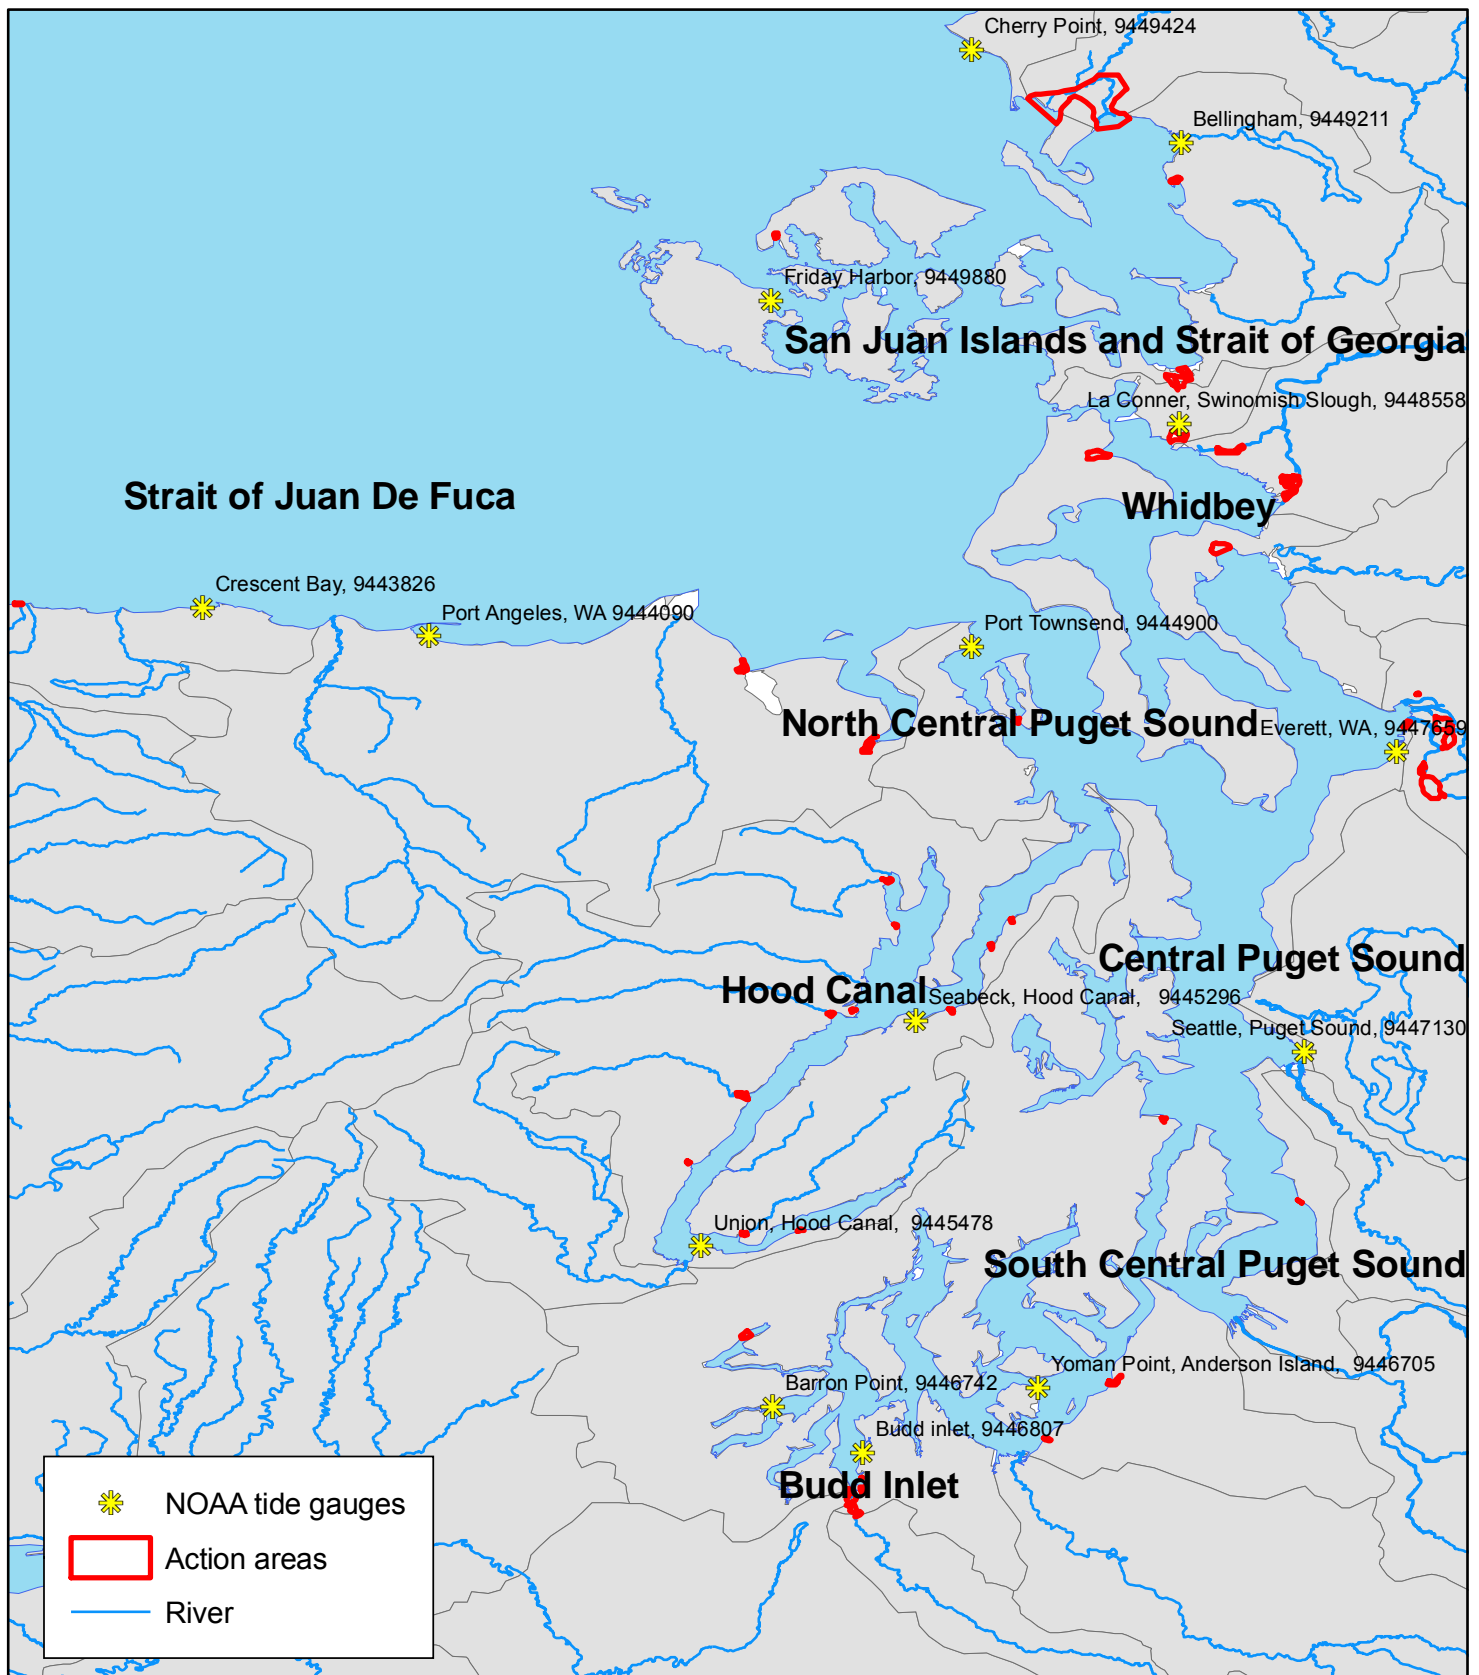 Cherry Point, 9449424
Bellingham, 9449211
Friday Harbor, 9449880
San Juan Islands and Strait of Georgia
La Conner, Swinomish Slough, 9448558
Strait of Juan De Fuca
Whidbey
Crescent Bay, 9443826
Port Angeles, WA 9444090
Port Townsend, 9444900
North Central Puget Sound
Everett, WA, 9447659
Central Puget Sound
Hood Canal
Seabeck, Hood Canal, 9445296
Seattle, Puget Sound, 9447130
Union, Hood Canal, 9445478
South Central Puget Sound
Yoman Point, Anderson Island, 9446705
Barron Point, 9446742
Budd inlet, 9446807
Budd Inlet
NOAA tide gauges
Action areas
River